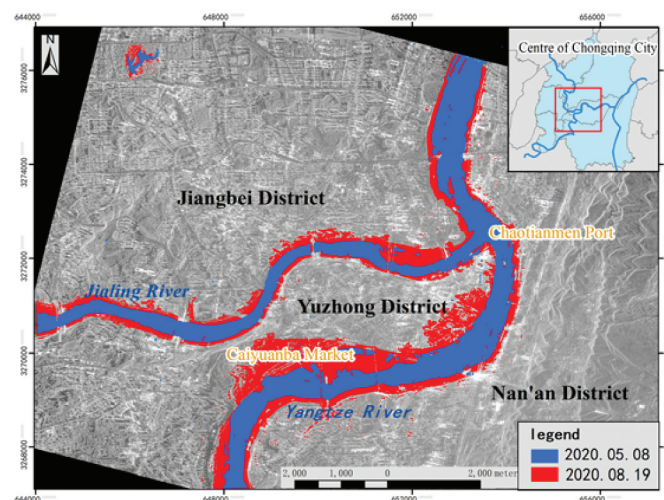 644000 648000 652000 656000
N
Centre of Chongqing City
3276000
3274000
Jiangbei District
Chaotianmen Port
3272000
Jialing River
Yuzhong District
3270000
Caiyuanba Market
Nan'an District
Yangtze River
legend
3268000
2020.05.08
2,000 1,000 0 2,000 meter
2020.08.19
644000 648000 652000 656000